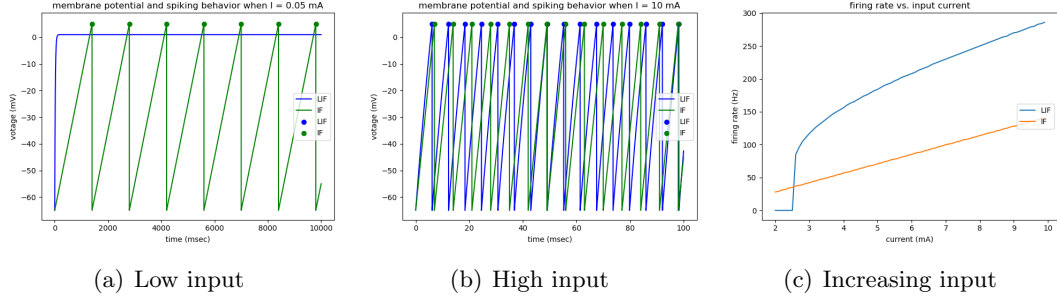 membrane potential and spiking behavior when I = 0.05 mA
votage (mV)
0
−10
−20
−30
−40
−50
−60
LIF
IF
LIF
IF
0
2000
4000
6000
8000
10000
time (msec)
(a) Low input
membrane potential and spiking behavior when I = 10 mA
votage (mV)
0
−10
−20
−30
−40
−50
−60
LIF
IF
LIF
IF
0
20
40
60
80
100
time (msec)
(b) High input
firing rate vs. input current
firing rate (Hz)
300
250
200
150
100
50
0
LIF
IF
2
3
4
5
6
7
8
9
10
current (mA)
(c) Increasing input